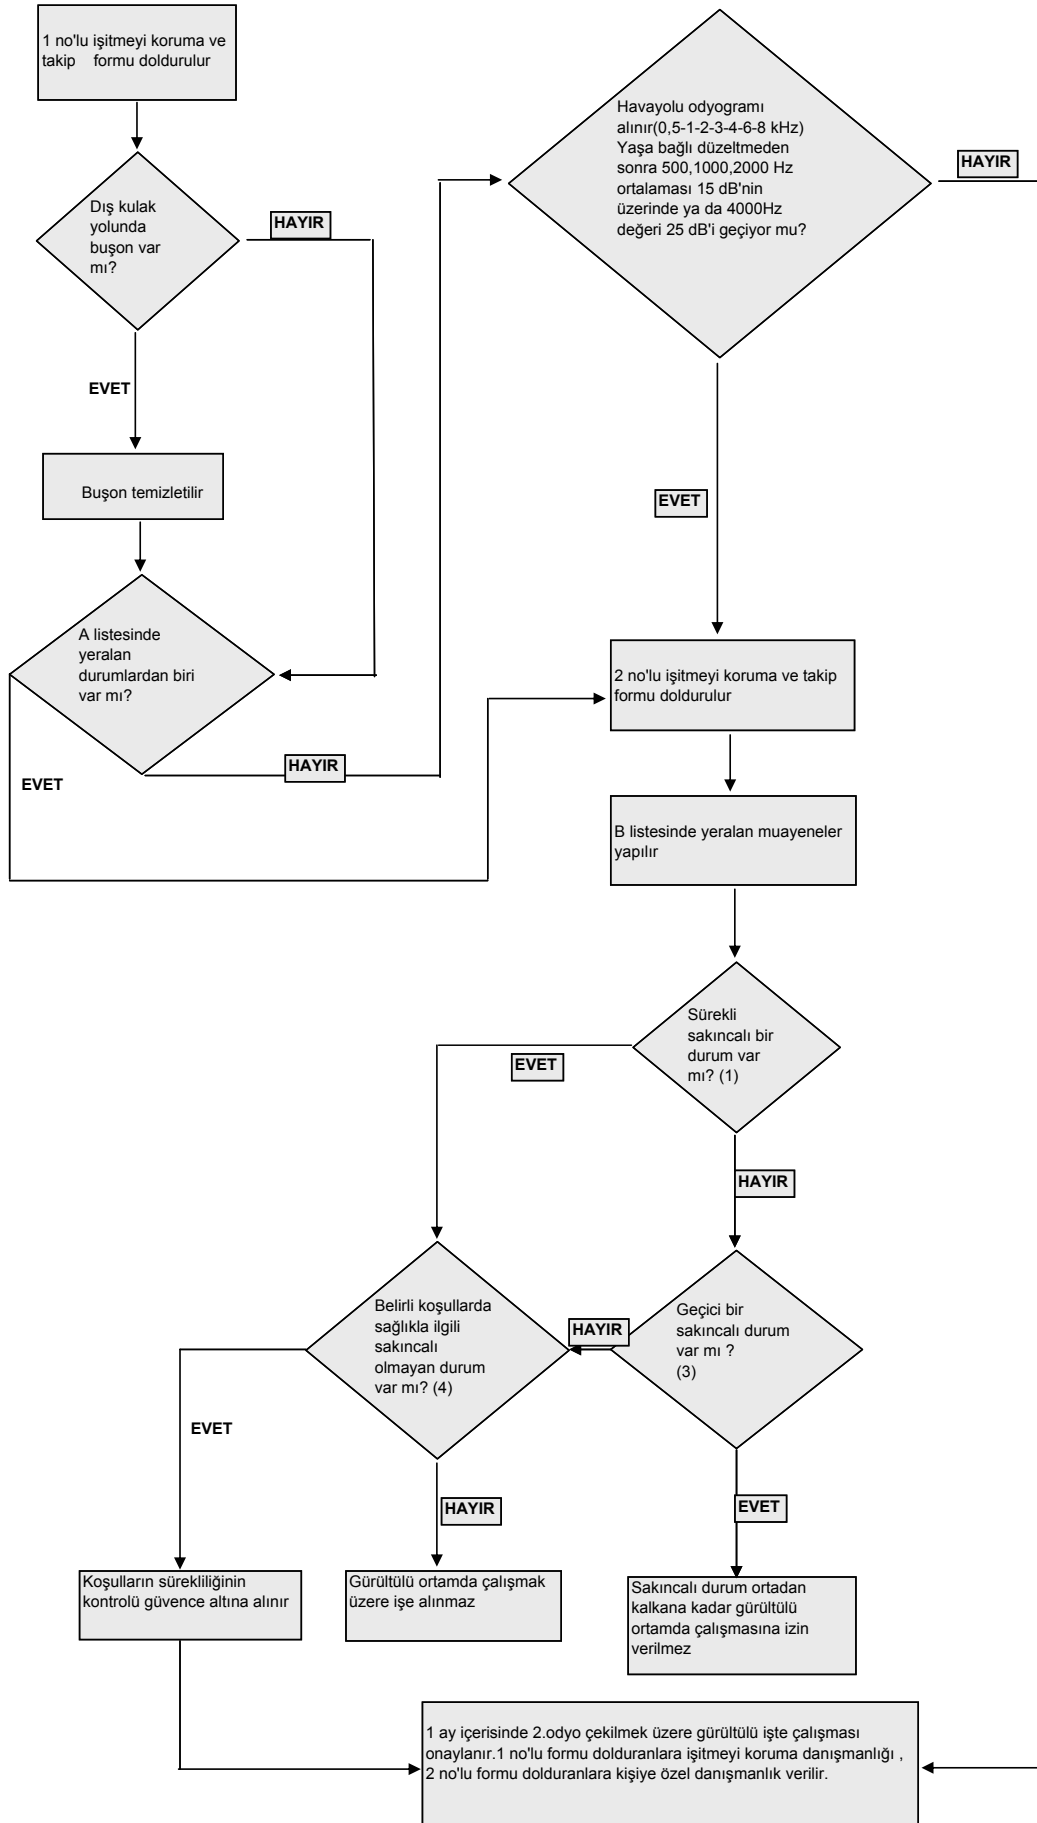 1 no'lu işitmeyi koruma ve
takip formu doldurulur
Dış kulak
yolunda
buşon var
mı?
HAYIR
EVET
Buşon temizletilir
A listesinde
yeralan
durumlardan biri
var mı?
HAYIR
EVET
Havayolu odyogramı
alınır(0,5-1-2-3-4-6-8 kHz)
Yaşa bağlı düzeltmeden
sonra 500,1000,2000 Hz
ortalaması 15 dB'nin
üzerinde ya da 4000Hz
değeri 25 dB'i geçiyor mu?
HAYIR
EVET
2 no'lu işitmeyi koruma ve takip
formu doldurulur
B listesinde yeralan muayeneler
yapılır
Sürekli
sakıncalı bir
durum var
mı? (1)
EVET
HAYIR
Belirli koşullarda
sağlıkla ilgili
sakıncalı
olmayan durum
var mı? (4)
HAYIR
Geçici bir
sakıncalı durum
var mı ?
(3)
EVET
HAYIR
EVET
Koşulların sürekliliğinin
kontrolü güvence altına alınır
Gürültülü ortamda çalışmak
üzere işe alınmaz
Sakıncalı durum ortadan
kalkana kadar gürültülü
ortamda çalışmasına izin
verilmez
1 ay içerisinde 2.odyo çekilmek üzere gürültülü işte çalışması
onaylanır.1 no'lu formu dolduranlara işitmeyi koruma danışmanlığı ,
2 no'lu formu dolduranlara kişiye özel danışmanlık verilir.